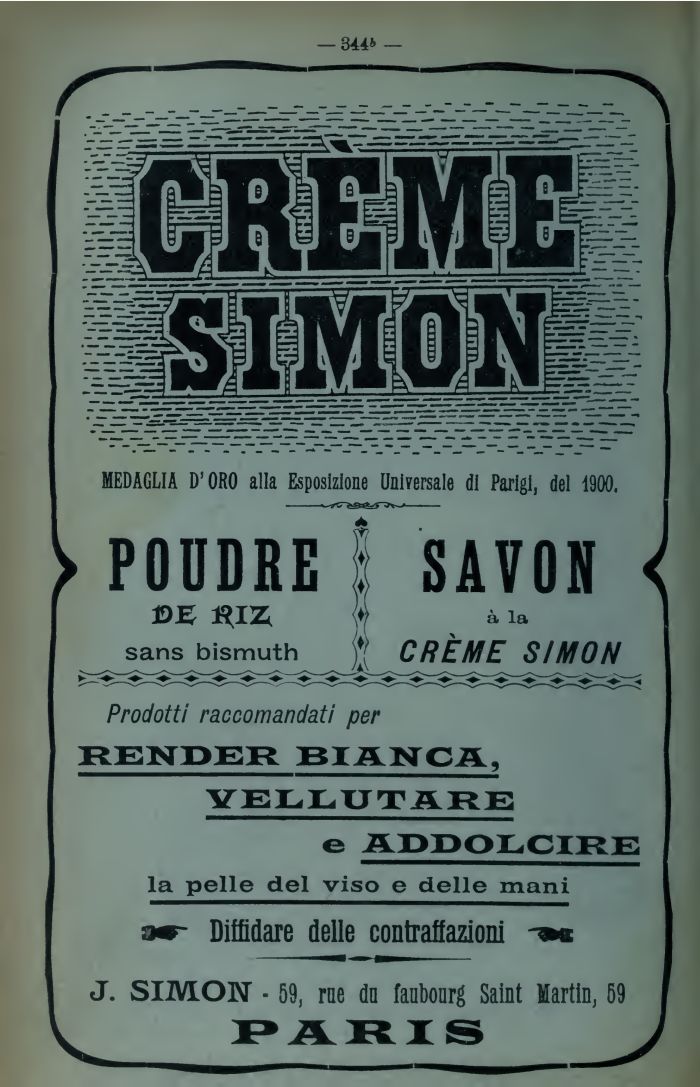 — 344ᵇ —
CRÈME
SIMON
MEDAGLIA D'ORO alla Esposizione Universale di Parigi, del 1900.
POUDRE
DE RIZ
sans bismuth
SAVON
à la
CRÈME SIMON
Prodotti raccomandati per
RENDER BIANCA,
VELLUTARE
e ADDOLCIRE
la pelle del viso e delle mani
Diffidare delle contraffazioni
J. SIMON - 59, rue du faubourg Saint Martin, 59
PARIS